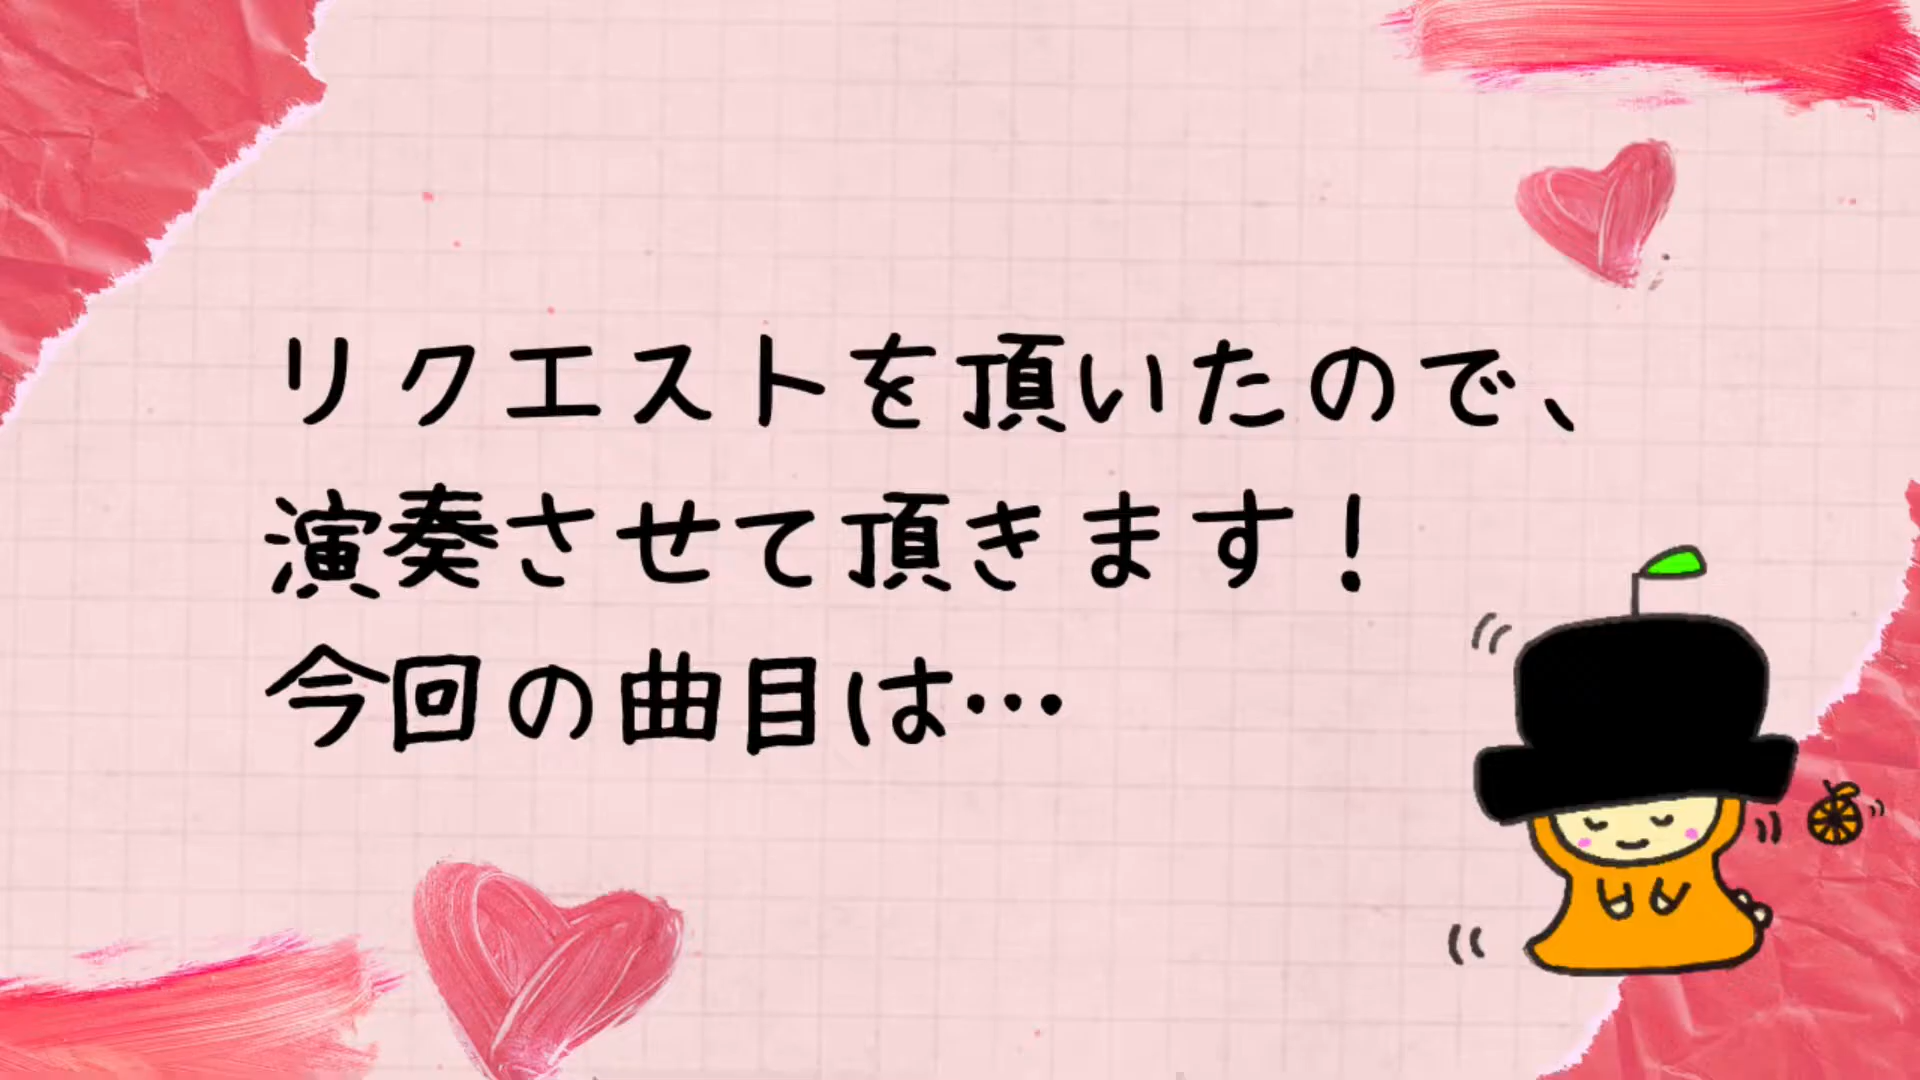 リクエストを頂いたので、
演奏させて頂きます！
今回の曲目は…